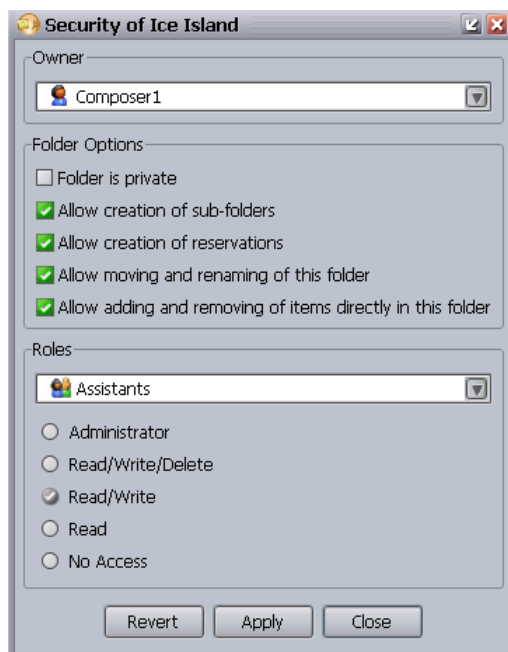 Security of Ice Island
Owner
Composer1
Folder Options
Folder is private
Allow creation of sub-folders
Allow creation of reservations
Allow moving and renaming of this folder
Allow adding and removing of items directly in this folder
Roles
Assistants
Administrator
Read/Write/Delete
Read/Write
Read
No Access
Revert Apply Close